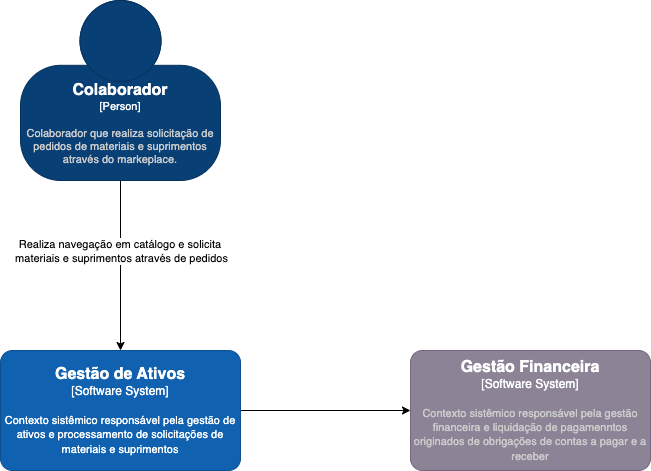 Colaborador
[Person]
Colaborador que realiza solicitação de
pedidos de materiais e suprimentos
através do markeplace.
Realiza navegação em catálogo e solicita
materiais e suprimentos através de pedidos
Gestão de Ativos
[Software System]
Contexto sistêmico responsável pela gestão de
ativos e processamento de solicitações de
materiais e suprimentos
Gestão Financeira
[Software System]
Contexto sistêmico responsável pela gestão
financeira e liquidação de pagamenntos
originados de obrigações de contas a pagar e a
receber